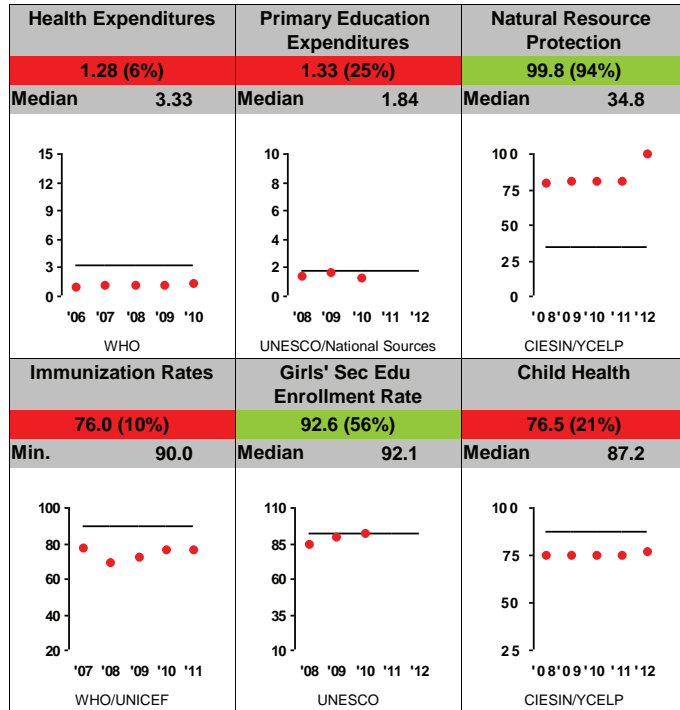 Health Expenditures
1.28 (6%)
Median 3.33
15
12
9
6
3
0
'06 '07 '08 '09 '10
WHO
Primary Education
Expenditures
1.33 (25%)
Median 1.84
10
8
6
4
2
0
'08 '09 '10 '11 '12
UNESCO/National Sources
Natural Resource
Protection
99.8 (94%)
Median 34.8
100
75
50
25
0
'08 '09 '10 '11 '12
CIESIN/YCELP
Immunization Rates
76.0 (10%)
Min. 90.0
100
80
60
40
20
'07 '08 '09 '10 '11
WHO/UNICEF
Girls' Sec Edu
Enrollment Rate
92.6 (56%)
Median 92.1
110
85
60
35
10
'08 '09 '10 '11 '12
UNESCO
Child Health
76.5 (21%)
Median 87.2
100
75
50
25
'08 '09 '10 '11 '12
CIESIN/YCELP